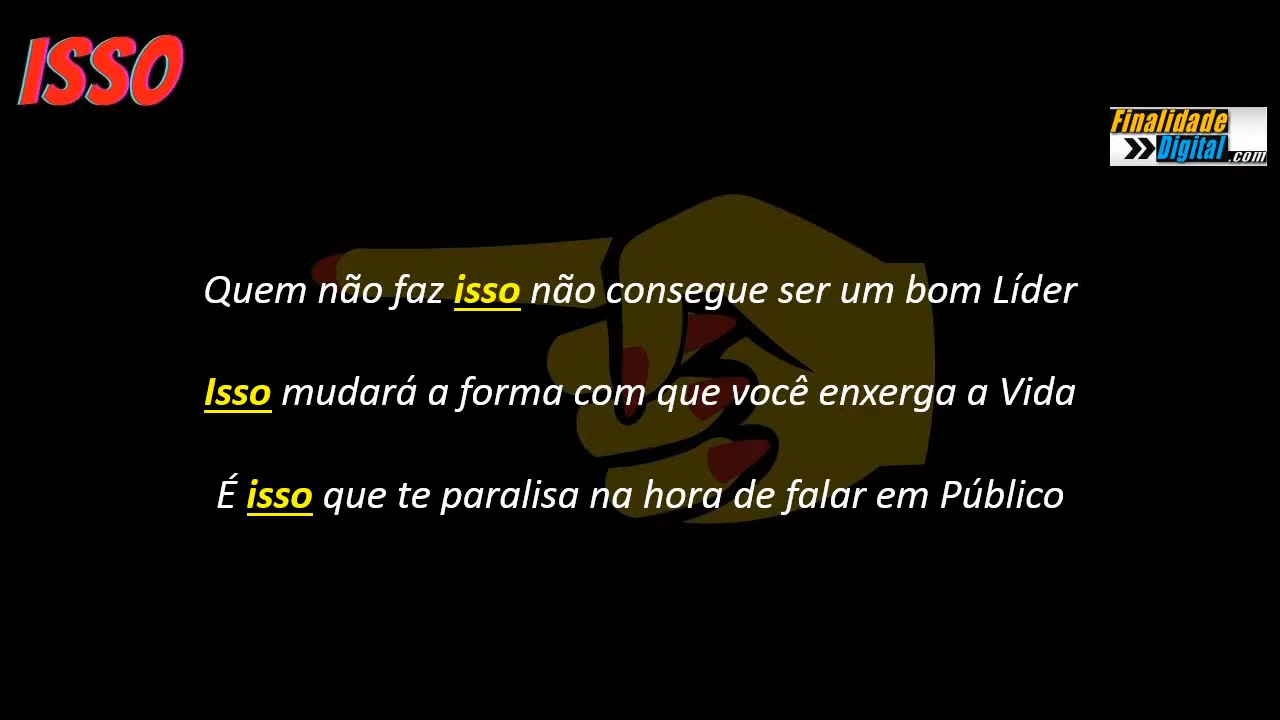 ISSO
Finalidade
Digital .com
Quem não faz isso não consegue ser um bom Líder
Isso mudará a forma com que você enxerga a Vida
É isso que te paralisa na hora de falar em Público